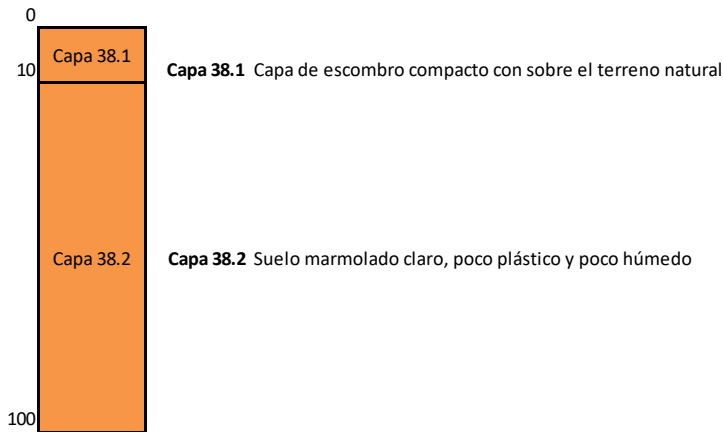 0
Capa 38.1
10
Capa 38.1 Capa de escombro compacto con sobre el terreno natural
Capa 38.2
Capa 38.2 Suelo marmolado claro, poco plástico y poco húmedo
100